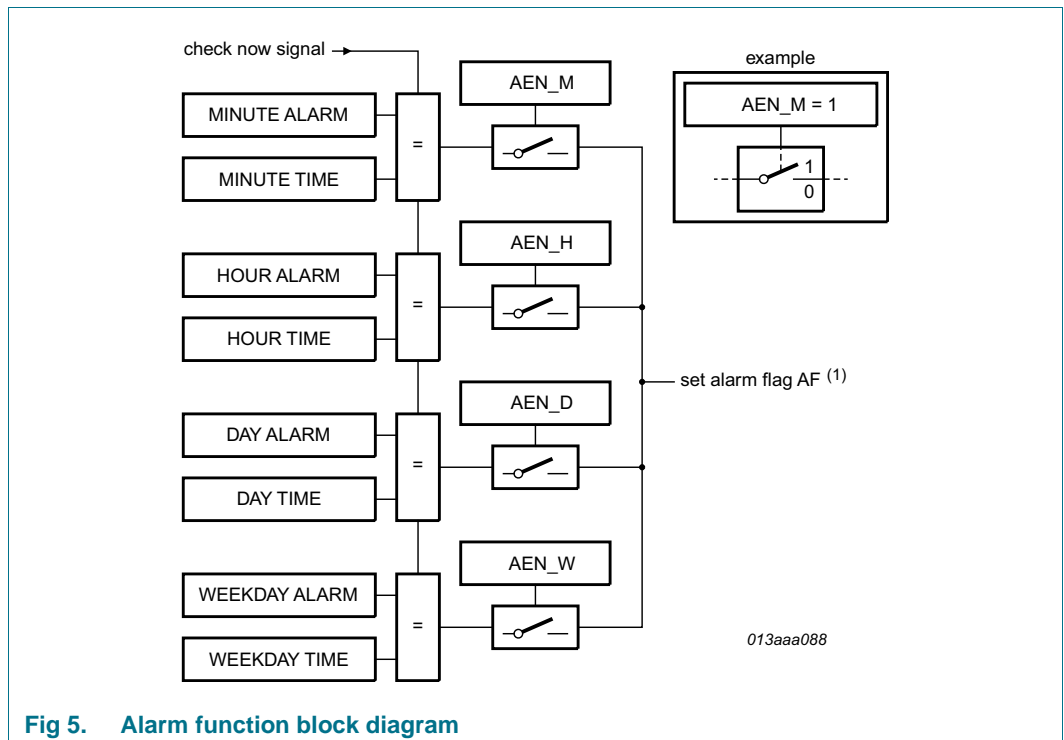 check now signal
example
AEN_M
AEN_M = 1
MINUTE ALARM
=
1
MINUTE TIME
0
AEN_H
HOUR ALARM
=
HOUR TIME
set alarm flag AF (1)
AEN_D
DAY ALARM
=
DAY TIME
AEN_W
WEEKDAY ALARM
=
013aaa088
WEEKDAY TIME
Fig 5. Alarm function block diagram